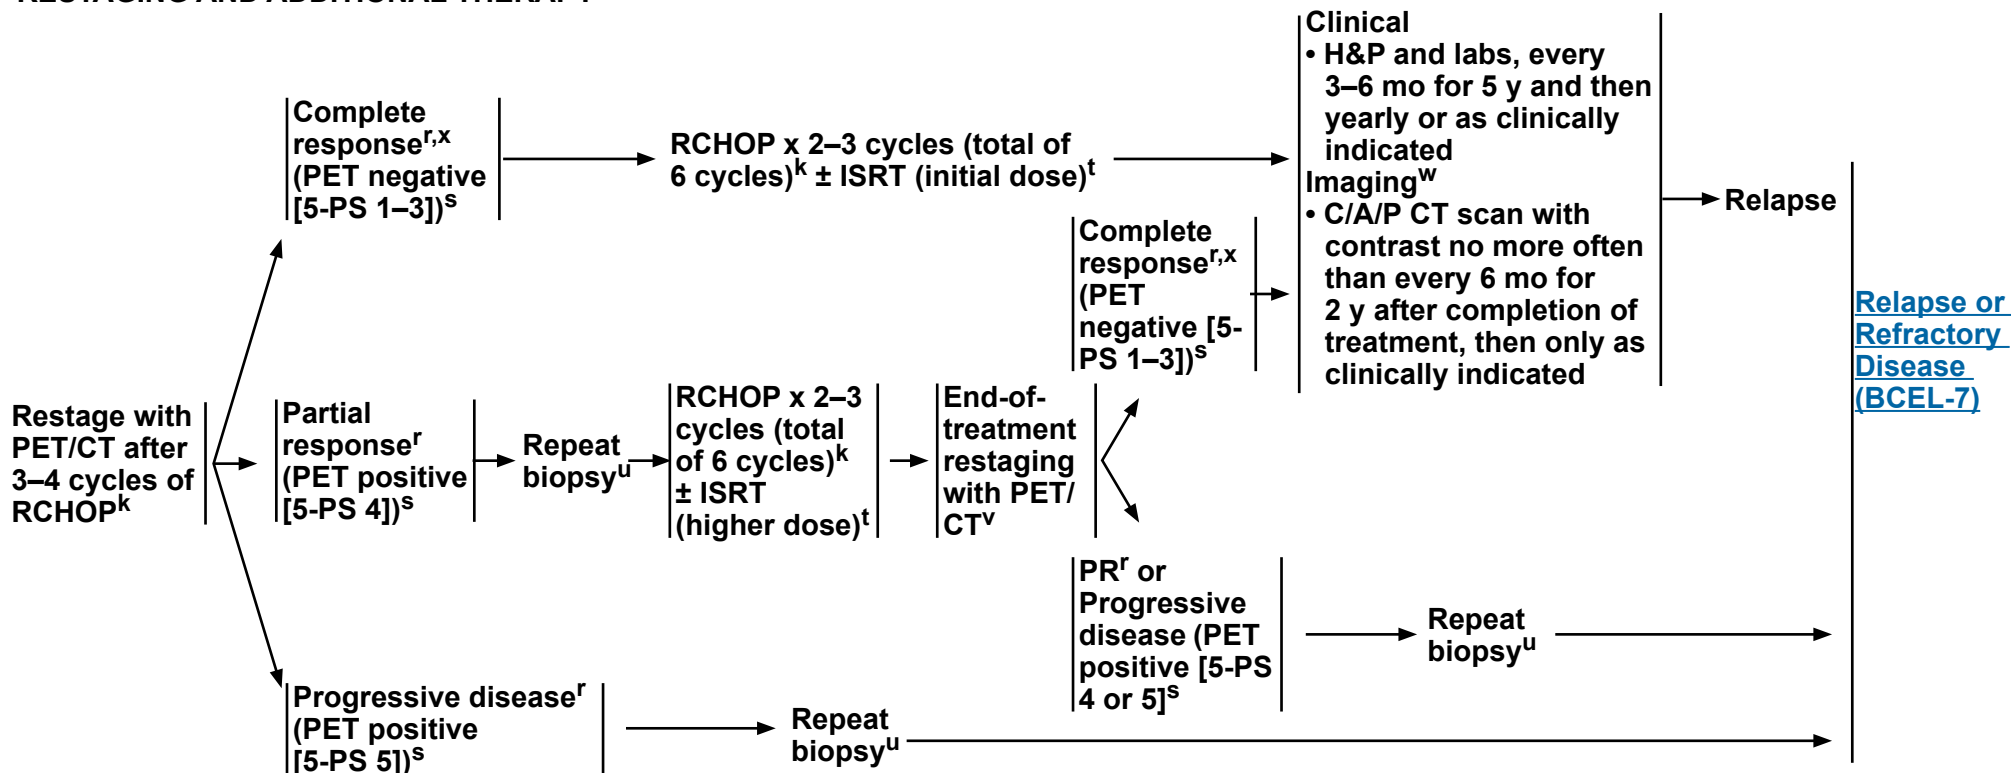 RESTAGING AND ADDITIONAL THERAPY
Restage with
PET/CT after
3–4 cycles of
RCHOPk
Complete
responser,x
(PET negative
[5-PS 1–3])s
RCHOP x 2–3 cycles (total of
6 cycles)k ± ISRT (initial dose)t
Partial
responser
(PET positive
[5-PS 4])s
Repeat
biopsyu
RCHOP x 2–3
cycles (total
of 6 cycles)k
± ISRT
(higher dose)t
End-of-
treatment
restaging
with PET/
CTv
Complete
responser,x
(PET
negative [5-
PS 1–3])s
PRr or
Progressive
disease (PET
positive [5-PS
4 or 5]s
Repeat
biopsyu
Progressive diseaser
(PET positive
[5-PS 5])s
Repeat
biopsyu
Clinical
• H&P and labs, every
3–6 mo for 5 y and then
yearly or as clinically
indicated
Imagingw
• C/A/P CT scan with
contrast no more often
than every 6 mo for
2 y after completion of
treatment, then only as
clinically indicated
Relapse
Relapse or
Refractory
Disease
(BCEL-7)